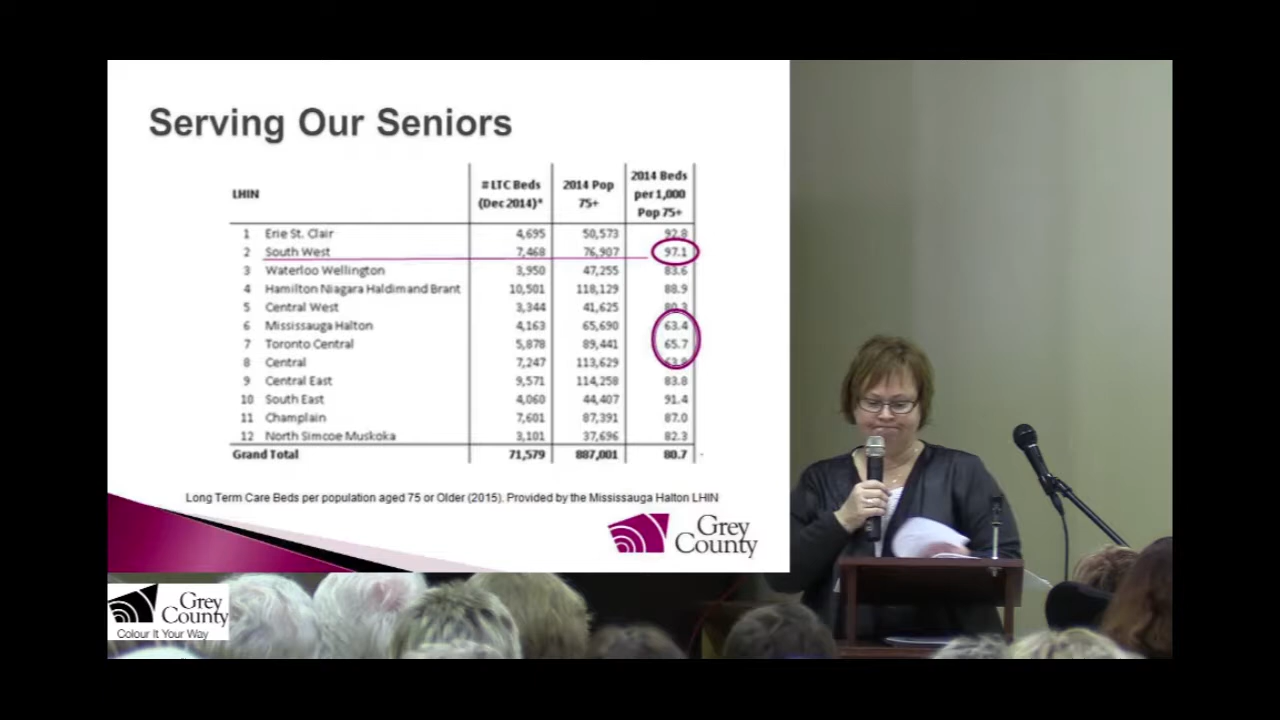 Serving Our Seniors
LHIN # LTC Beds (Dec 2014)* 2014 Pop 75+ 2014 Beds per 1,000 Pop 75+
1 Erie St. Clair 4,695 50,573 92.8
2 South West 7,468 76,907 97.1
3 Waterloo Wellington 3,950 47,255 83.6
4 Hamilton Niagara Haldimand Brant 10,501 118,129 88.9
5 Central West 3,344 41,625 80.3
6 Mississauga Halton 4,163 65,690 63.4
7 Toronto Central 5,878 89,441 65.7
8 Central 7,247 113,629 63.8
9 Central East 9,571 114,258 83.8
10 South East 4,060 44,407 91.4
11 Champlain 7,601 87,391 87.0
12 North Simcoe Muskoka 3,101 37,696 82.3
Grand Total 71,579 887,001 80.7
Long Term Care Beds per population aged 75 or Older (2015). Provided by the Mississauga Halton LHIN
Grey
County
Grey
County
Colour It Your Way